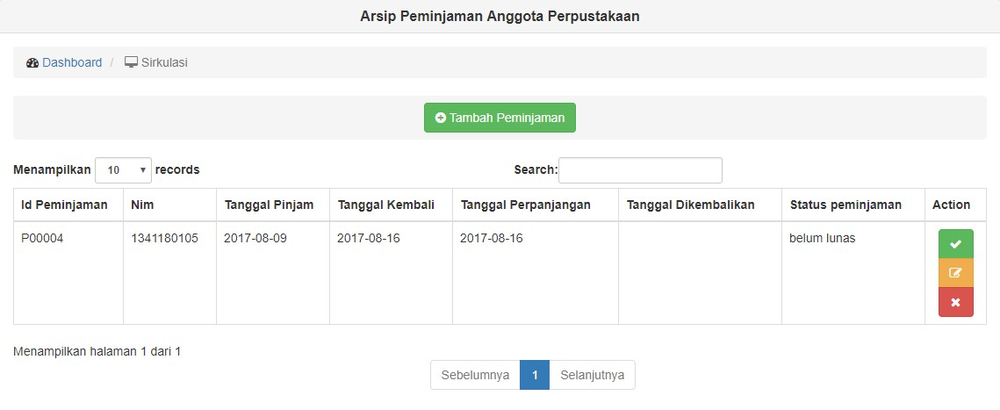 Arsip Peminjaman Anggota Perpustakaan
Dashboard / Sirkulasi
Tambah Peminjaman
Menampilkan 10 records Search:
Id Peminjaman Nim Tanggal Pinjam Tanggal Kembali Tanggal Perpanjangan Tanggal Dikembalikan Status peminjaman Action
P00004 1341180105 2017-08-09 2017-08-16 2017-08-16 belum lunas
Menampilkan halaman 1 dari 1
Sebelumnya 1 Selanjutnya